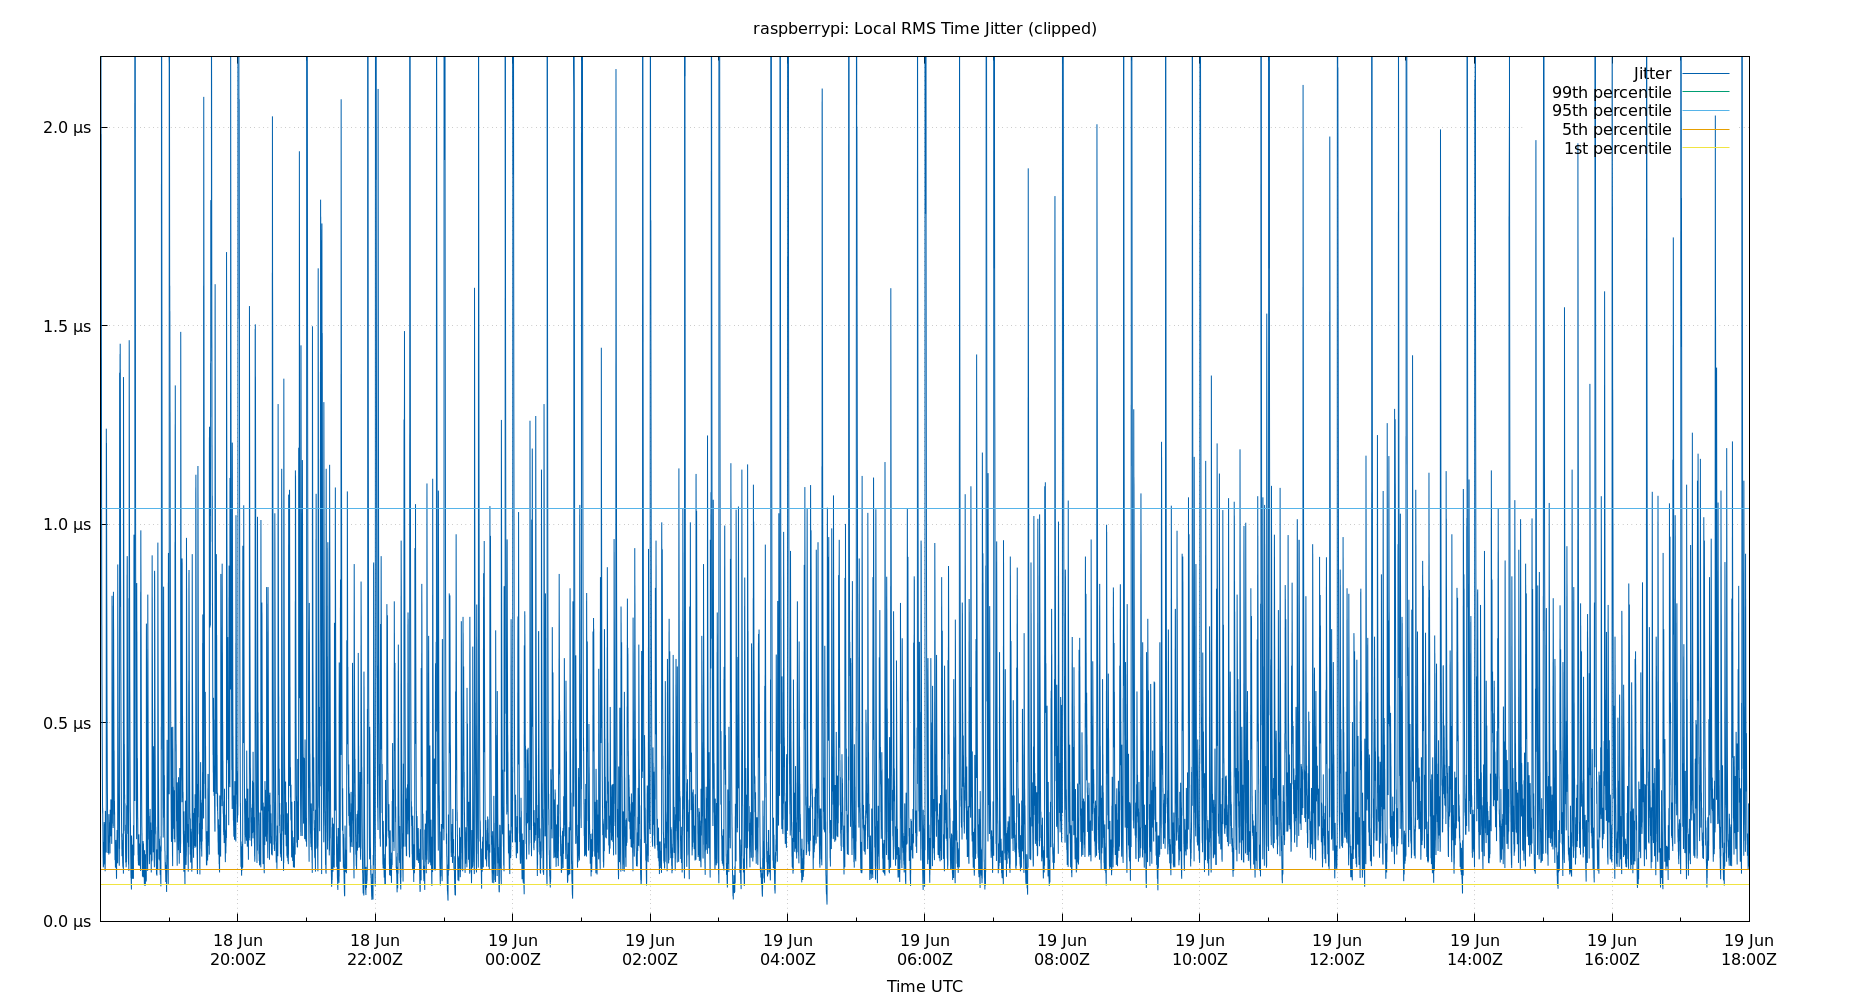 raspberrypi: Local RMS Time Jitter (clipped)
Jitter
99th percentile
95th percentile
5th percentile
1st percentile
2.0 μs
1.5 μs
1.0 μs
0.5 μs
0.0 μs
18 Jun 18 Jun 19 Jun 19 Jun 19 Jun 19 Jun 19 Jun 19 Jun 19 Jun 19 Jun 19 Jun 19 Jun
20:00Z 22:00Z 00:00Z 02:00Z 04:00Z 06:00Z 08:00Z 10:00Z 12:00Z 14:00Z 16:00Z 18:00Z
Time UTC